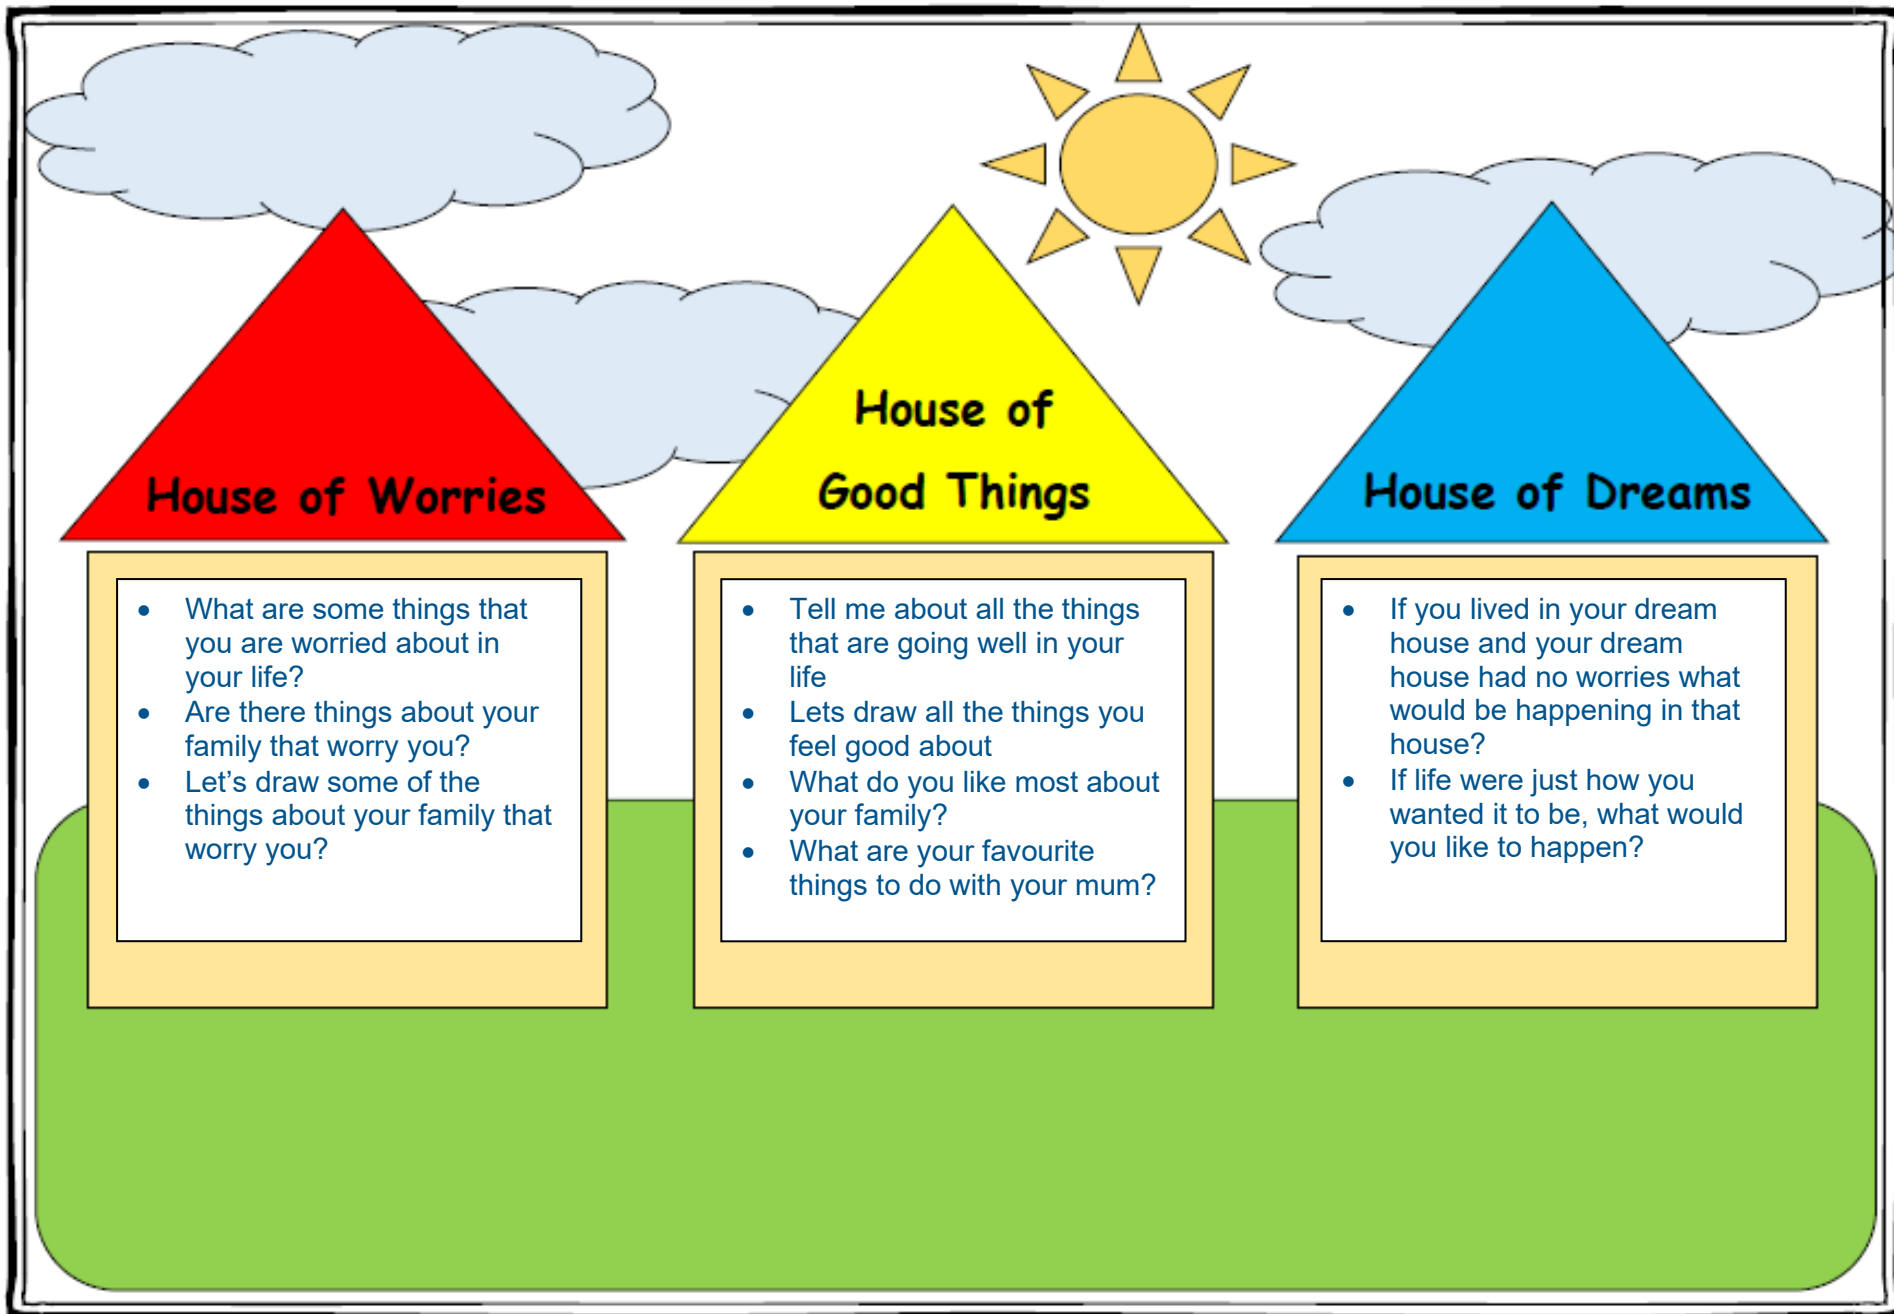 House of Worries
• What are some things that
you are worried about in
your life?
• Are there things about your
family that worry you?
• Let’s draw some of the
things about your family that
worry you?
House of
Good Things
• Tell me about all the things
that are going well in your
life
• Lets draw all the things you
feel good about
• What do you like most about
your family?
• What are your favourite
things to do with your mum?
House of Dreams
• If you lived in your dream
house and your dream
house had no worries what
would be happening in that
house?
• If life were just how you
wanted it to be, what would
you like to happen?